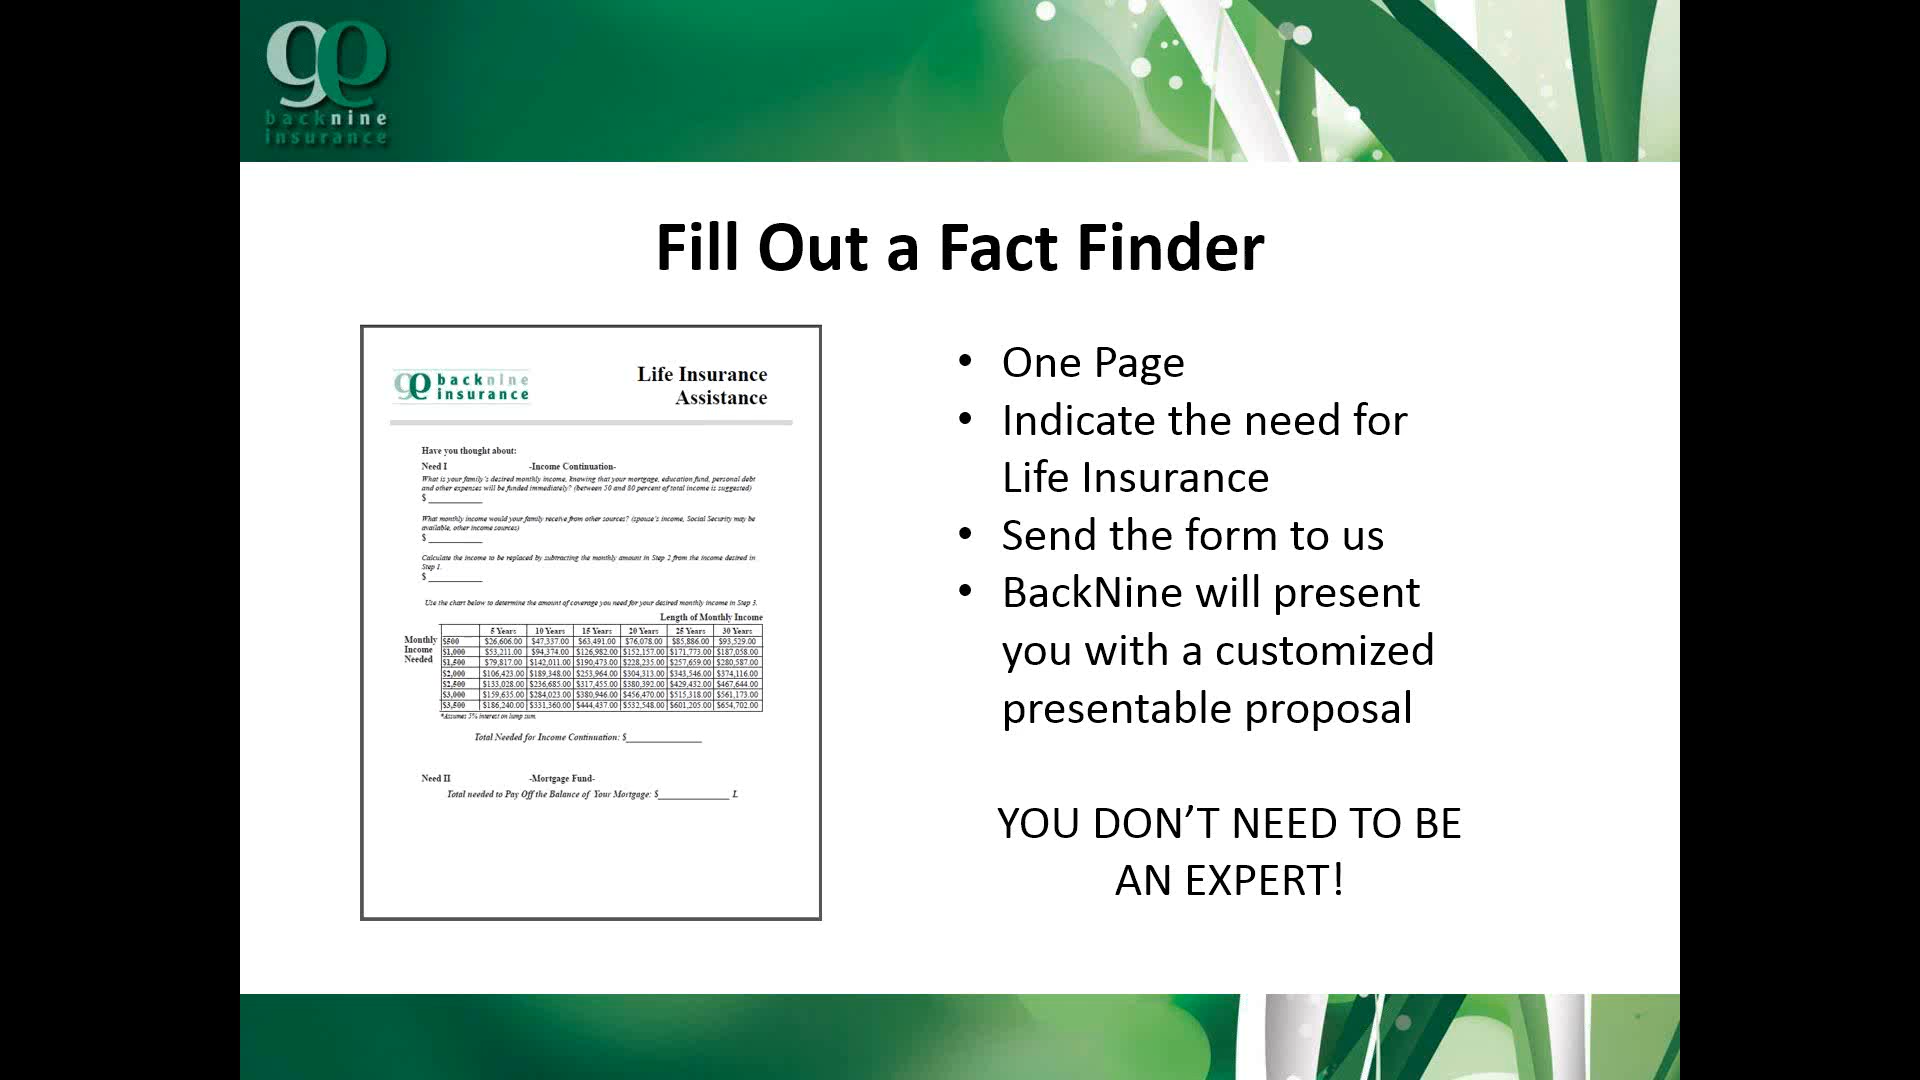 backnine
insurance
Fill Out a Fact Finder
backnine
insurance
Life Insurance
Assistance
Have you thought about:
Need I -Income Continuation-
What is your family's desired monthly income, knowing that your mortgage, education fund, personal debt
and other expenses will be funded immediately? (between 50 and 80 percent of total income is suggested)
$ ____________
What monthly income would your family receive from other sources? (spouse's income, Social Security may be
available, other income sources)
$ ____________
Calculate the income to be replaced by subtracting the monthly amount in Step 2 from the income desired in
Step 1.
$ ____________
Use the chart below to determine the amount of coverage you need for your desired monthly income in Step 3.
Length of Monthly Income
5 Years 10 Years 15 Years 20 Years 25 Years 30 Years
Monthly
Income
Needed
$500 $26,606.00 $47,337.00 $63,491.00 $76,078.00 $85,886.00 $93,529.00
$1,000 $53,211.00 $94,374.00 $126,982.00 $152,157.00 $171,773.00 $187,058.00
$1,500 $79,817.00 $142,011.00 $190,473.00 $228,235.00 $257,659.00 $280,587.00
$2,000 $106,423.00 $189,348.00 $253,964.00 $304,313.00 $343,546.00 $374,116.00
$2,500 $133,028.00 $236,685.00 $317,455.00 $380,392.00 $429,432.00 $467,644.00
$3,000 $159,635.00 $284,023.00 $380,946.00 $456,470.00 $515,318.00 $561,173.00
$3,500 $186,240.00 $331,360.00 $444,437.00 $532,548.00 $601,205.00 $654,702.00
*Assumes 5% interest on lump sum.
Total Needed for Income Continuation: $________________
Need II -Mortgage Fund-
Total needed to Pay Off the Balance of Your Mortgage: $_______________ L
• One Page
• Indicate the need for
Life Insurance
• Send the form to us
• BackNine will present
you with a customized
presentable proposal
YOU DON'T NEED TO BE
AN EXPERT!